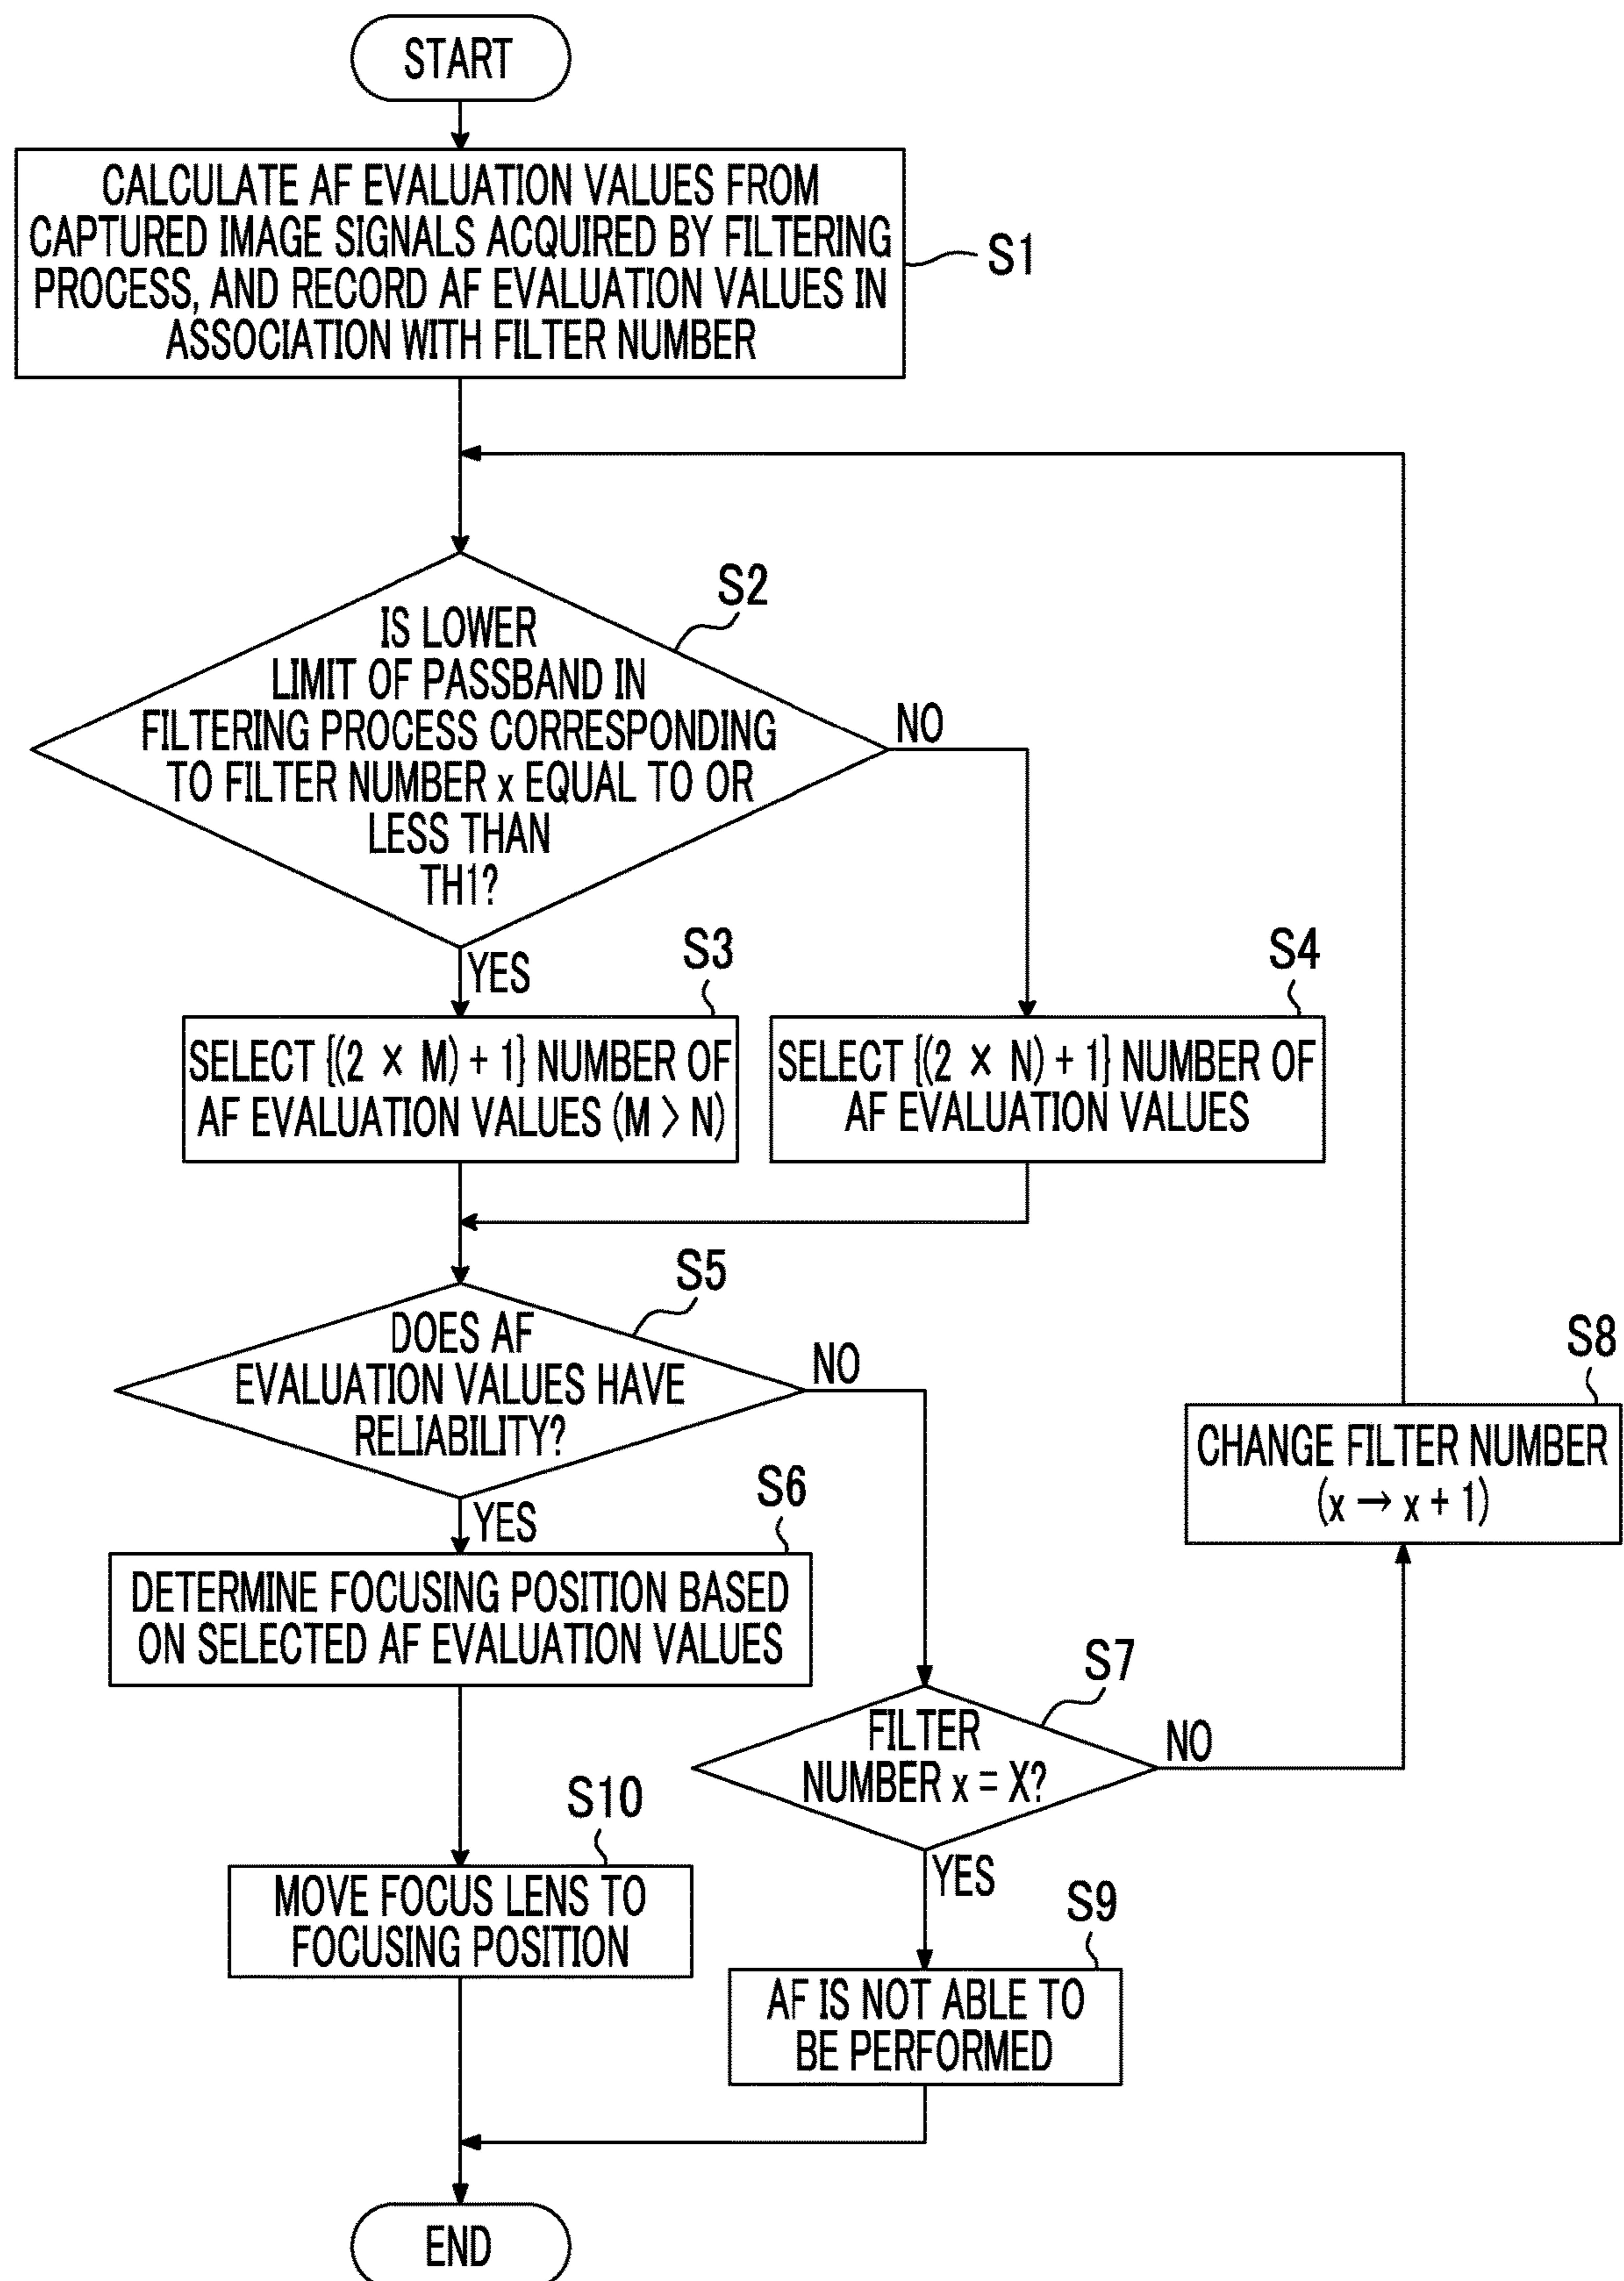 START
CALCULATE AF EVALUATION VALUES FROM
CAPTURED IMAGE SIGNALS ACQUIRED BY FILTERING
PROCESS, AND RECORD AF EVALUATION VALUES IN
ASSOCIATION WITH FILTER NUMBER
S1
S2
IS LOWER
LIMIT OF PASSBAND IN
FILTERING PROCESS CORRESPONDING
TO FILTER NUMBER x EQUAL TO OR
LESS THAN
TH1?
NO
YES
S3
SELECT {(2 × M) + 1} NUMBER OF
AF EVALUATION VALUES (M > N)
S4
SELECT {(2 × N) + 1} NUMBER OF
AF EVALUATION VALUES
S5
DOES AF
EVALUATION VALUES HAVE
RELIABILITY?
NO
YES
S8
CHANGE FILTER NUMBER
(x → x + 1)
S6
DETERMINE FOCUSING POSITION BASED
ON SELECTED AF EVALUATION VALUES
S7
FILTER
NUMBER x = X?
NO
YES
S10
MOVE FOCUS LENS TO
FOCUSING POSITION
S9
AF IS NOT ABLE TO
BE PERFORMED
END